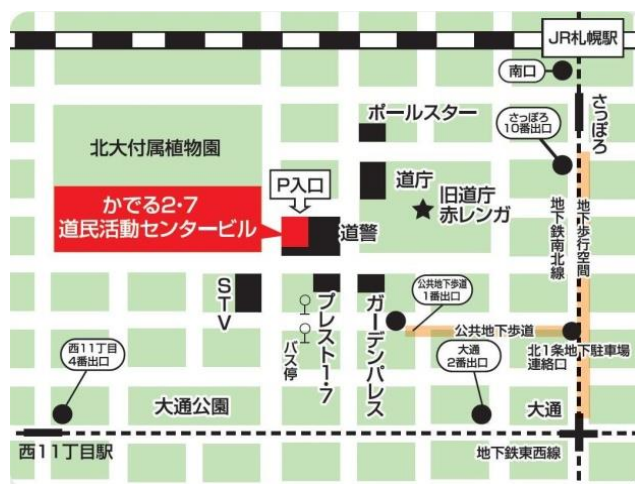 JR札幌駅
南口
さっぽろ
さっぽろ
10番出口
ポールスター
北大付属植物園
P入口
道庁
旧道庁
赤レンガ
かでる2・7
道民活動センタービル
道警
地下鉄南北線
地下歩行空間
STV
プレスト1・7
バス停
ガーデンパレス
公共地下歩道
1番出口
公共地下歩道
北1条地下駐車場
連絡口
西11丁目
4番出口
大通公園
大通
2番出口
大通
西11丁目駅
地下鉄東西線